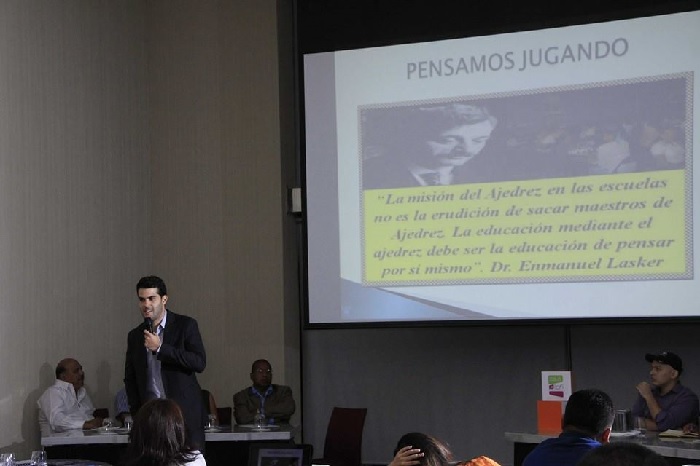 PENSAMOS JUGANDO
"La misión del Ajedrez en las escuelas
no es la erudición de sacar maestros de
Ajedrez. La educación mediante el
ajedrez debe ser la educación de pensar
por si mismo". Dr. Enmanuel Lasker